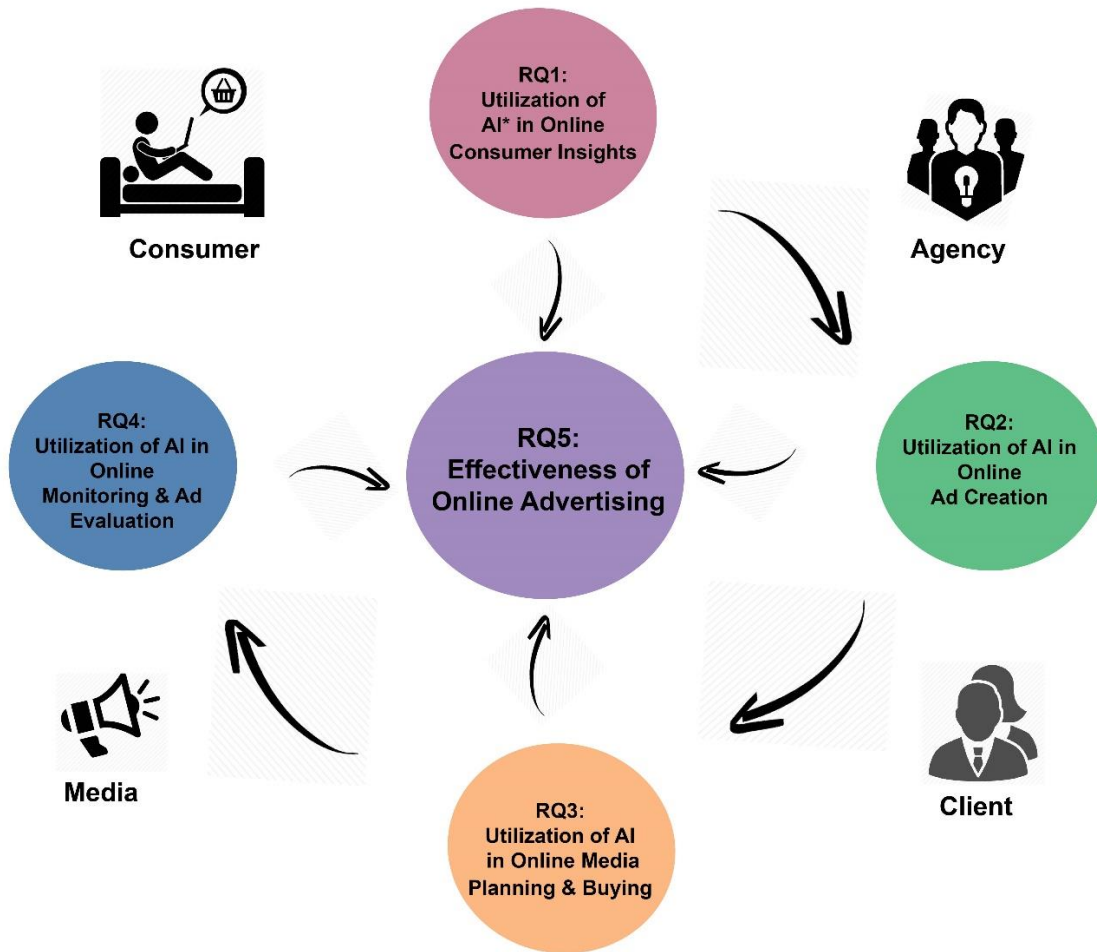 RQ1:
Utilization of
AI* in Online
Consumer Insights
Consumer
Agency
RQ4:
Utilization of AI in
Online
Monitoring & Ad
Evaluation
RQ5:
Effectiveness of
Online Advertising
RQ2:
Utilization of AI in
Online
Ad Creation
Media
RQ3:
Utilization of AI
in Online Media
Planning & Buying
Client